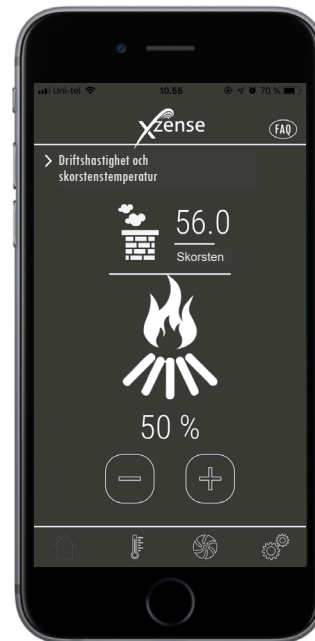 Uni-tel 10.55 70 %
xzense
FAQ
Driftshastighet och
skorstenstemperatur
56.0
Skorsten
50 %